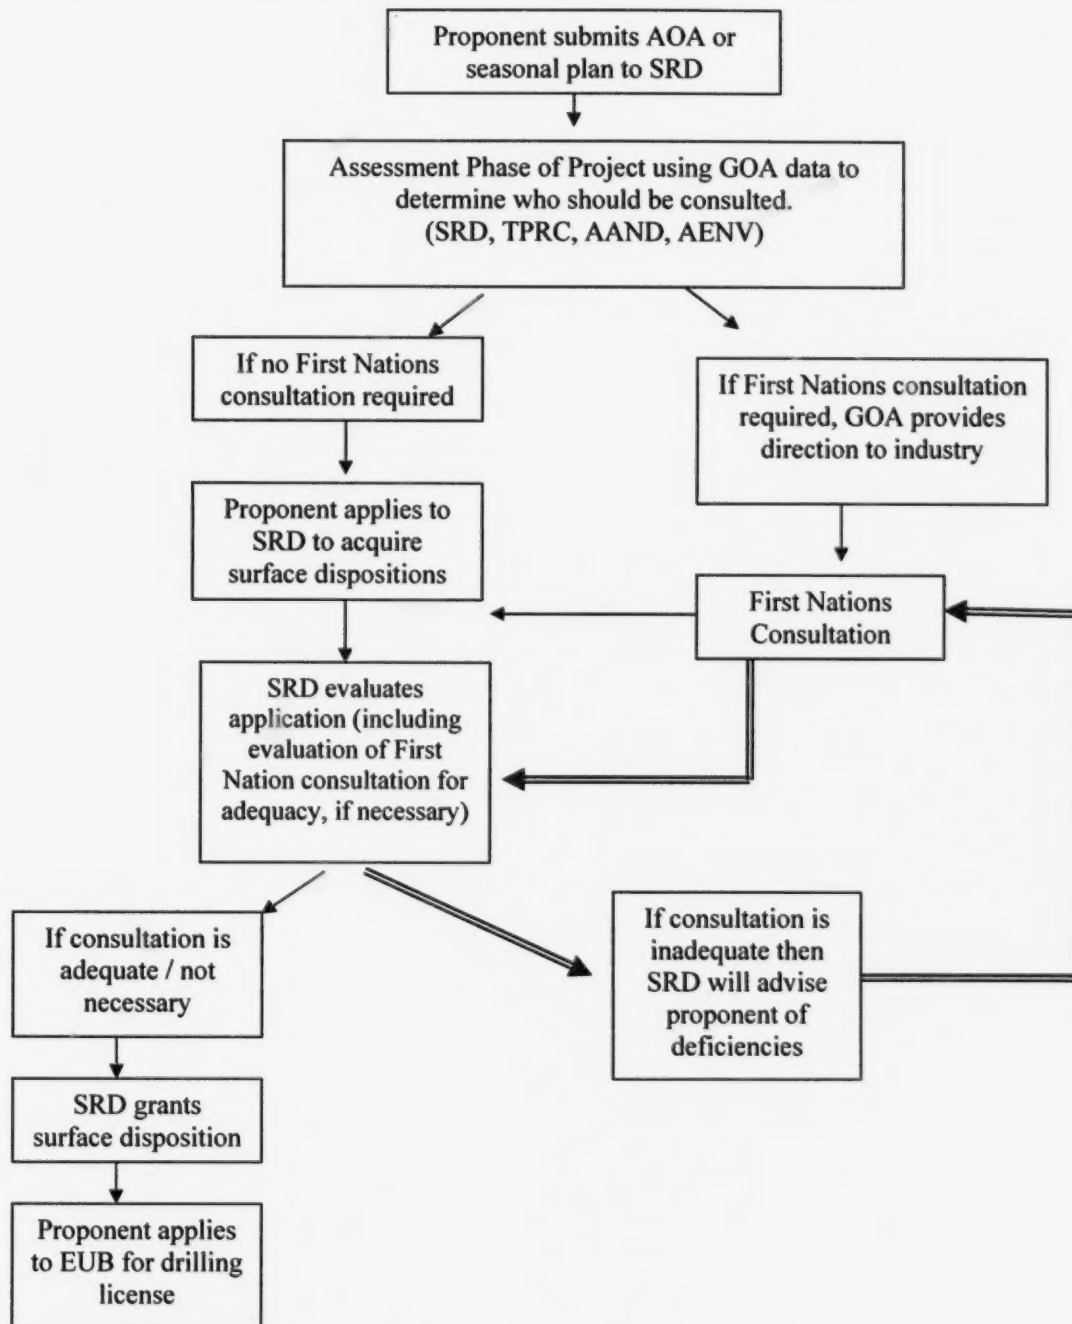 Proponent submits AOA or
seasonal plan to SRD
Assessment Phase of Project using GOA data to
determine who should be consulted.
(SRD, TPRC, AAND, AENV)
If no First Nations
consultation required
If First Nations consultation
required, GOA provides
direction to industry
Proponent applies to
SRD to acquire
surface dispositions
First Nations
Consultation
SRD evaluates
application (including
evaluation of First
Nation consultation for
adequacy, if necessary)
If consultation is
adequate / not
necessary
If consultation is
inadequate then
SRD will advise
proponent of
deficiencies
SRD grants
surface disposition
Proponent applies
to EUB for drilling
license